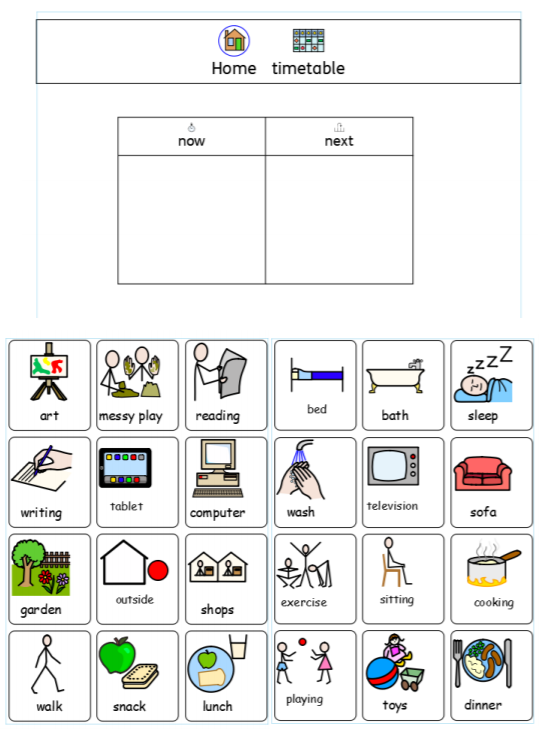 Home timetable
now next
art messy play reading bed bath sleep
zzZZ
writing tablet computer wash television sofa
garden outside shops exercise sitting cooking
walk snack lunch playing toys dinner